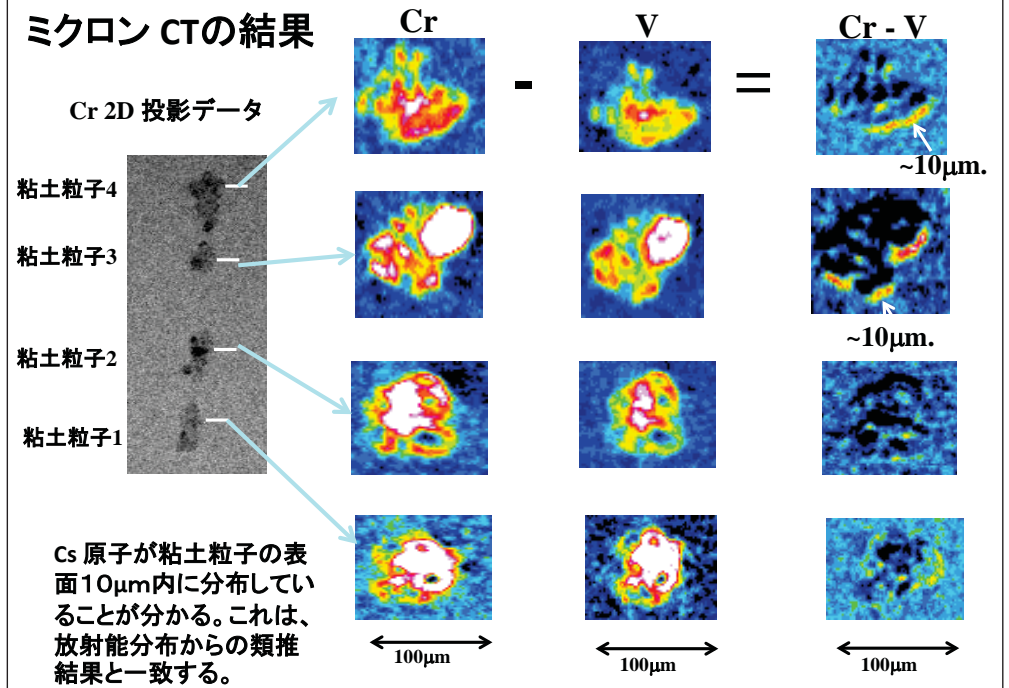 ミクロン CTの結果
Cr
V
Cr - V
-
=
Cr 2D 投影データ
~10μm.
粘土粒子4
粘土粒子3
~10μm.
粘土粒子2
粘土粒子1
Cs 原子が粘土粒子の表
面10μm内に分布してい
ることが分かる。これは、
放射能分布からの類推
結果と一致する。
100μm
100μm
100μm